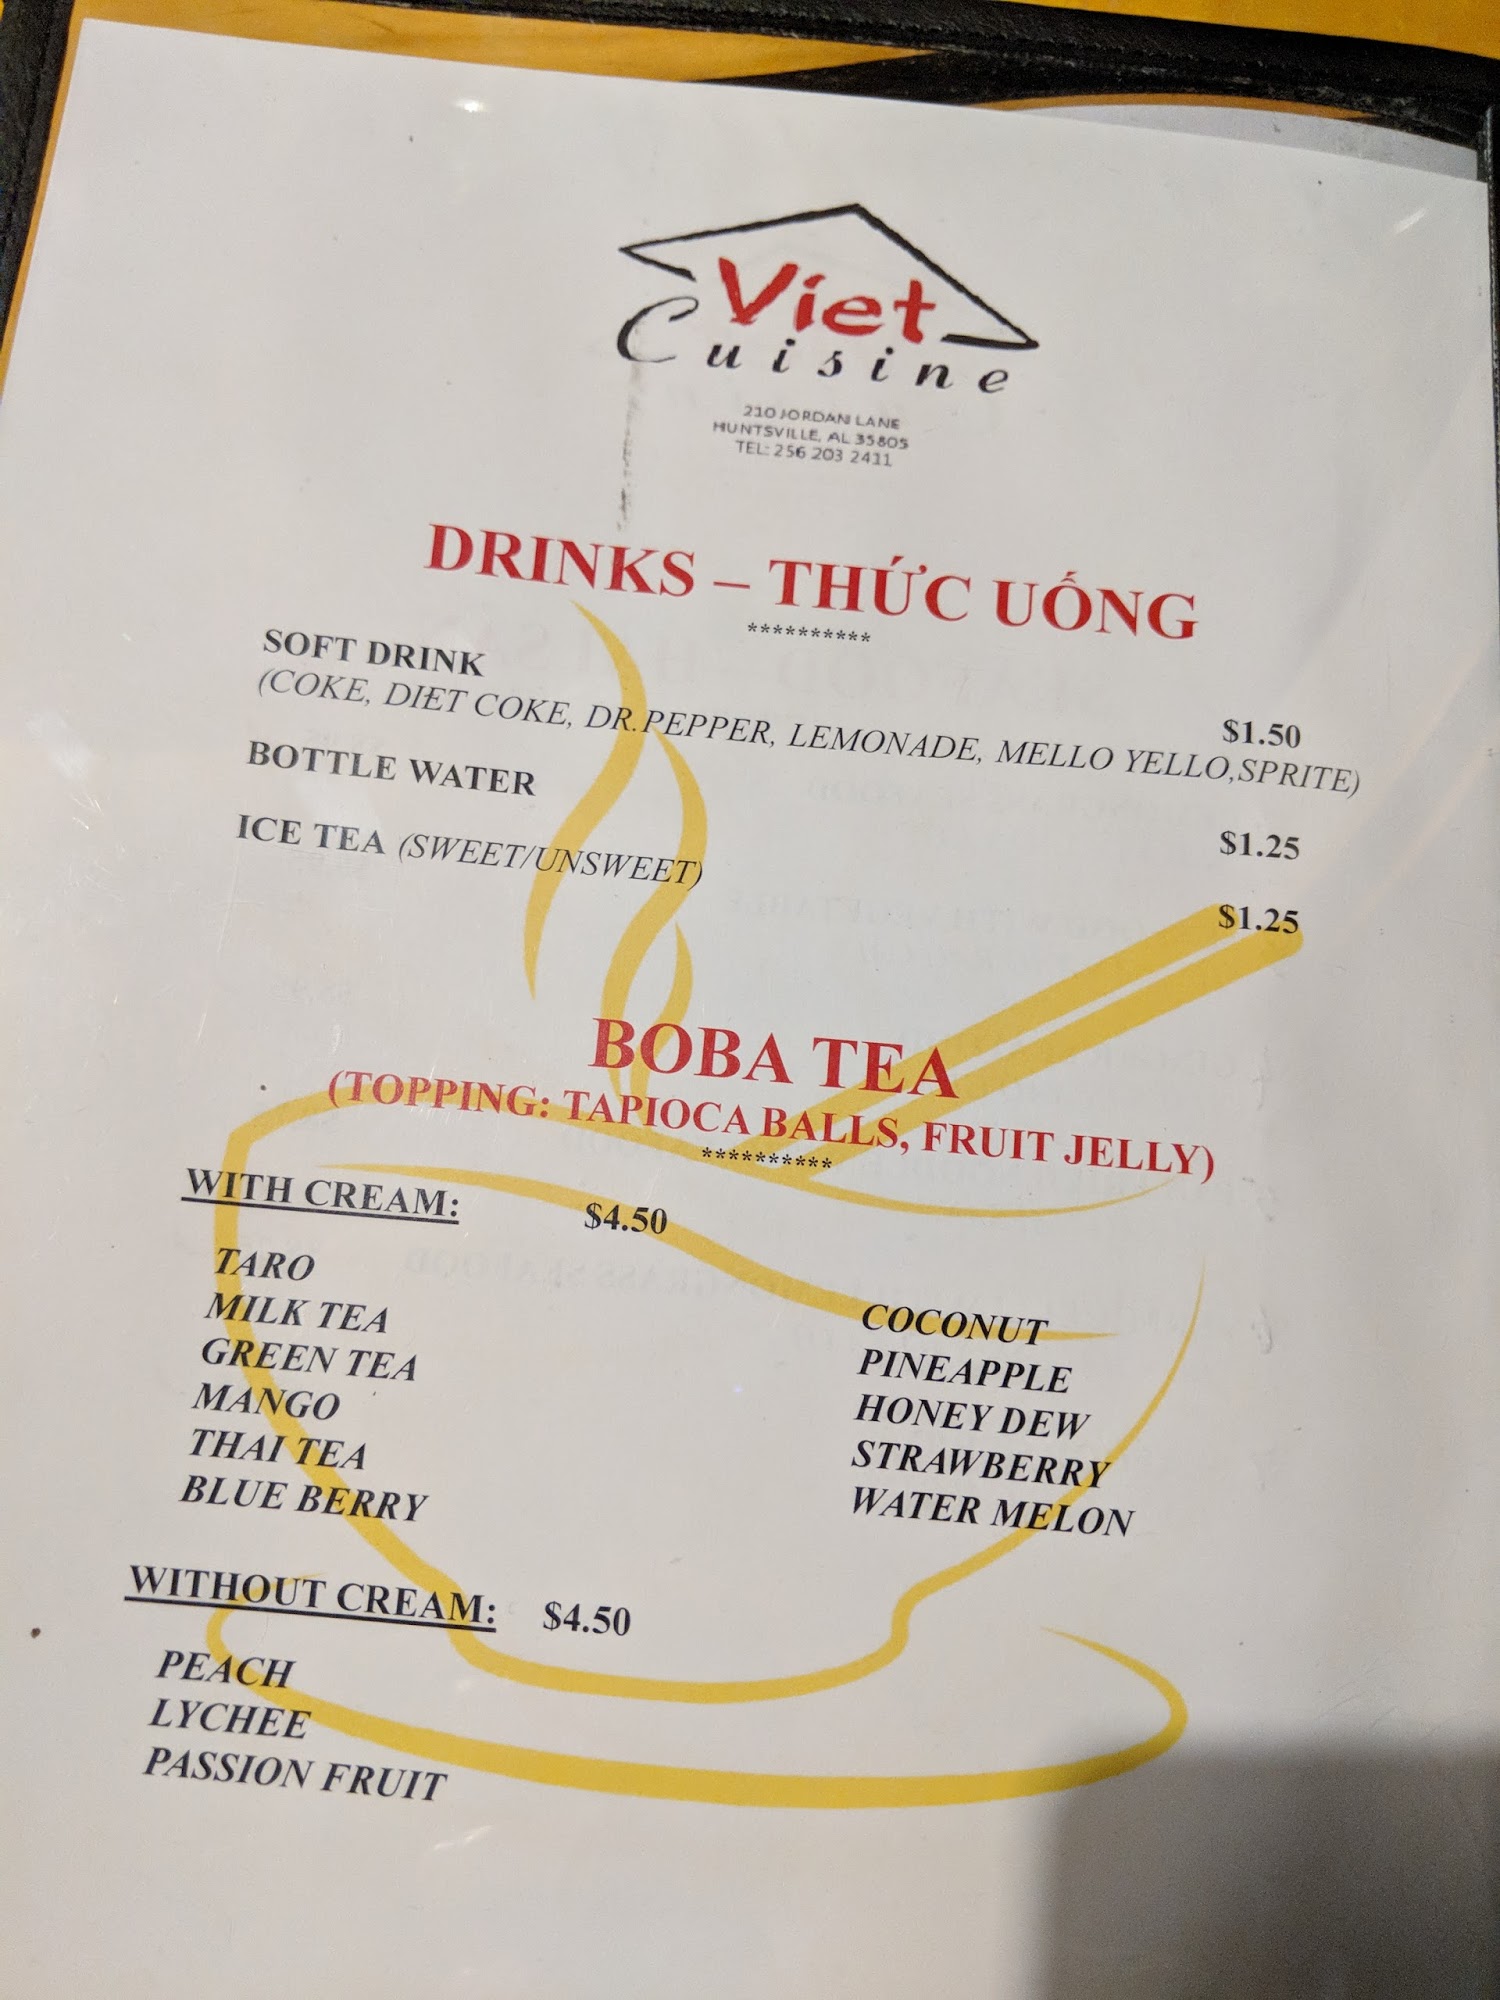 Viet
Cuisine
210 JORDAN LANE
HUNTSVILLE, AL 35805
TEL: 256 203 2411
DRINKS – THỨC UỐNG
**********
SOFT DRINK $1.50
(COKE, DIET COKE, DR.PEPPER, LEMONADE, MELLO YELLO,SPRITE)
BOTTLE WATER $1.25
ICE TEA (SWEET/UNSWEET) $1.25
BOBA TEA
(TOPPING: TAPIOCA BALLS, FRUIT JELLY)
**********
WITH CREAM: $4.50
TARO
MILK TEA
GREEN TEA
MANGO
THAI TEA
BLUE BERRY
COCONUT
PINEAPPLE
HONEY DEW
STRAWBERRY
WATER MELON
WITHOUT CREAM: $4.50
PEACH
LYCHEE
PASSION FRUIT